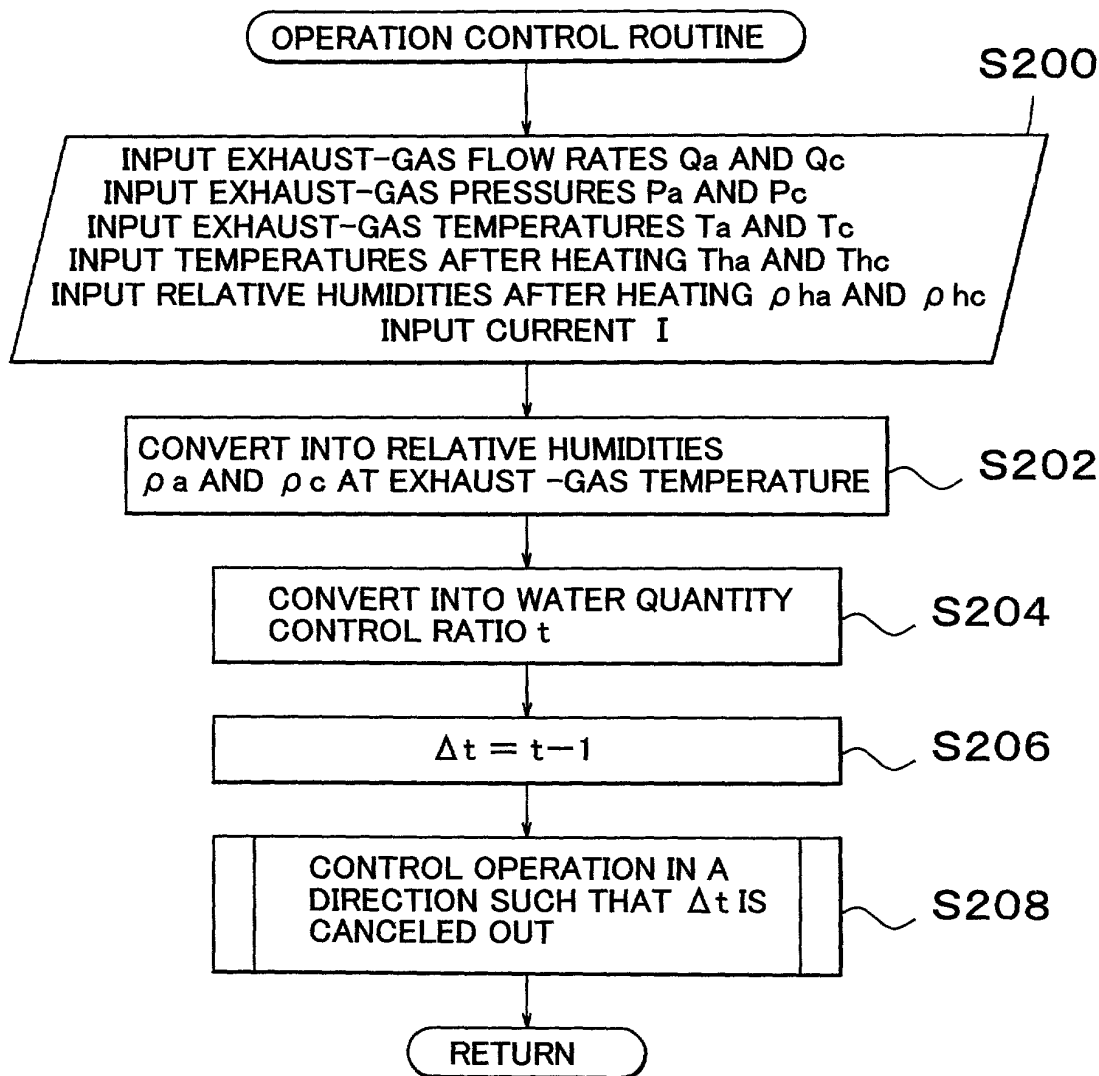 OPERATION CONTROL ROUTINE
S200
INPUT EXHAUST-GAS FLOW RATES Qa AND Qc
INPUT EXHAUST-GAS PRESSURES Pa AND Pc
INPUT EXHAUST-GAS TEMPERATURES Ta AND Tc
INPUT TEMPERATURES AFTER HEATING Tha AND Thc
INPUT RELATIVE HUMIDITIES AFTER HEATING ρha AND ρhc
INPUT CURRENT I
CONVERT INTO RELATIVE HUMIDITIES
ρa AND ρc AT EXHAUST -GAS TEMPERATURE
S202
CONVERT INTO WATER QUANTITY
CONTROL RATIO t
S204
Δt = t-1
S206
CONTROL OPERATION IN A
DIRECTION SUCH THAT Δt IS
CANCELED OUT
S208
RETURN